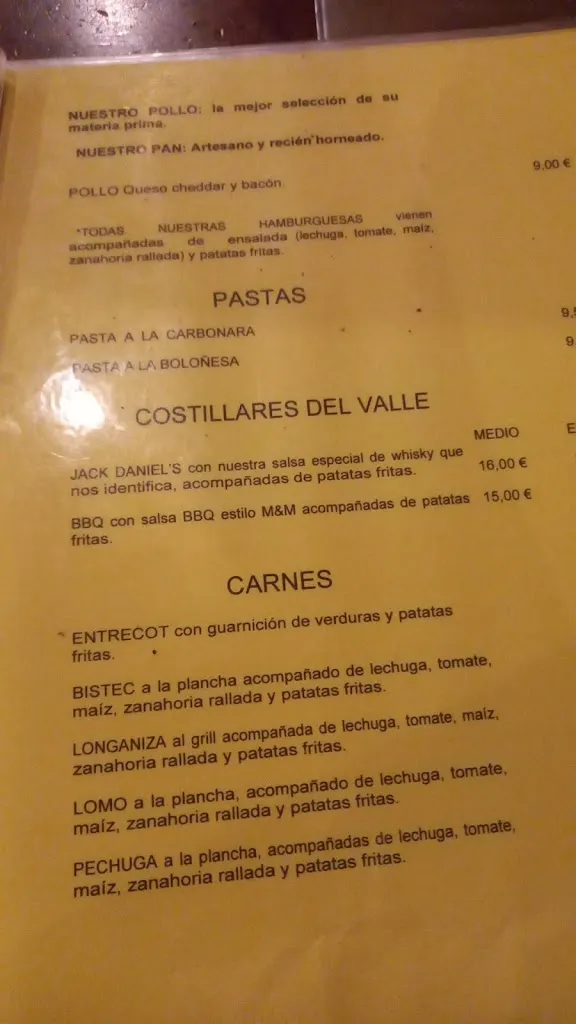 NUESTRO POLLO: la mejor selección de su
materia prima.
NUESTRO PAN: Artesano y recién horneado.
POLLO Queso cheddar y bacón 9,00 €
*TODAS NUESTRAS HAMBURGUESAS vienen
acompañadas de ensalada (lechuga, tomate, maíz,
zanahoria rallada) y patatas fritas.
PASTAS
PASTA A LA CARBONARA
PASTA A LA BOLOÑESA
COSTILLARES DEL VALLE
MEDIO
JACK DANIEL'S con nuestra salsa especial de whisky que 16,00 €
nos identifica, acompañadas de patatas fritas.
BBQ con salsa BBQ estilo M&M acompañadas de patatas 15,00 €
fritas.
CARNES
ENTRECOT con guarnición de verduras y patatas
fritas.
BISTEC a la plancha acompañado de lechuga, tomate,
maíz, zanahoria rallada y patatas fritas.
LONGANIZA al grill acompañada de lechuga, tomate, maíz,
zanahoria rallada y patatas fritas.
LOMO a la plancha, acompañado de lechuga, tomate,
maíz, zanahoria rallada y patatas fritas.
PECHUGA a la plancha, acompañadas de lechuga, tomate,
maíz, zanahoria rallada y patatas fritas.